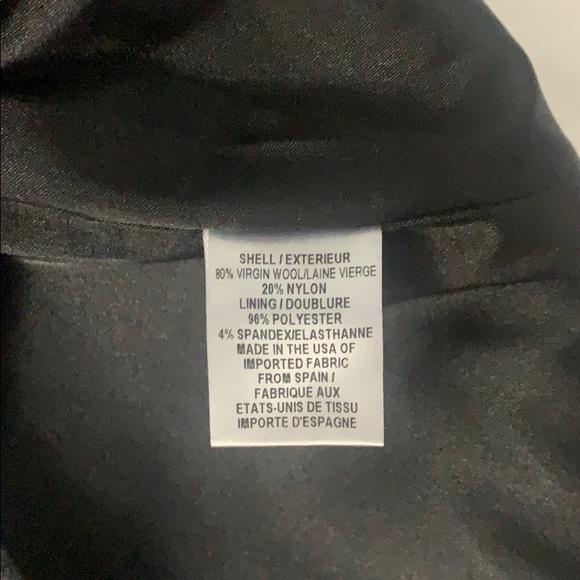 SHELL / EXTERIEUR
80% VIRGIN WOOL/LAINE VIERGE
20% NYLON
LINING / DOUBLURE
96% POLYESTER
4% SPANDEX/ELASTHANNE
MADE IN THE USA OF
IMPORTED FABRIC
FROM SPAIN /
FABRIQUE AUX
ETATS-UNIS DE TISSU
IMPORTE D'ESPAGNE